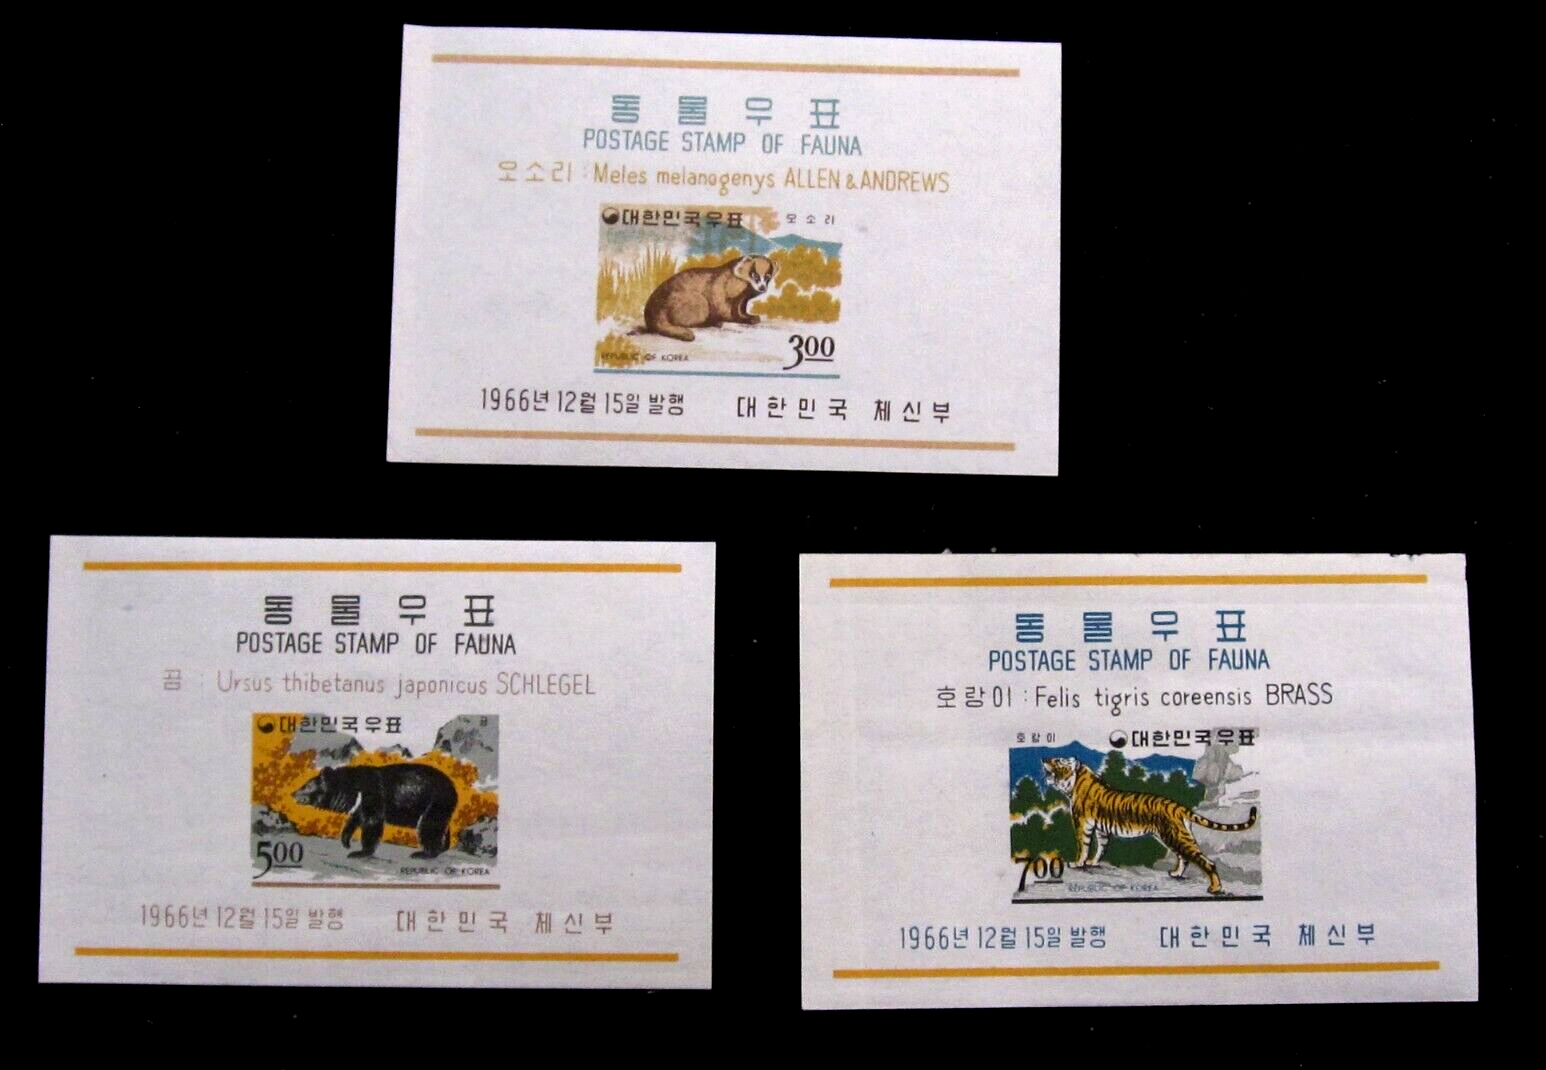 동물우표
POSTAGE STAMP OF FAUNA
오소리 : Meles melanogenys ALLEN & ANDREWS
대한민국우표 오소리
REPUBLIC OF KOREA 3.00
1966년 12월 15일 발행 대한민국 체신부
동물우표
POSTAGE STAMP OF FAUNA
곰 : Ursus thibetanus japonicus SCHLEGEL
대한민국우표 곰
5.00 REPUBLIC OF KOREA
1966년 12월 15일 발행 대한민국 체신부
동물우표
POSTAGE STAMP OF FAUNA
호랑이 : Felis tigris coreensis BRASS
호랑이 대한민국우표
7.00 REPUBLIC OF KOREA
1966년 12월 15일 발행 대한민국 체신부